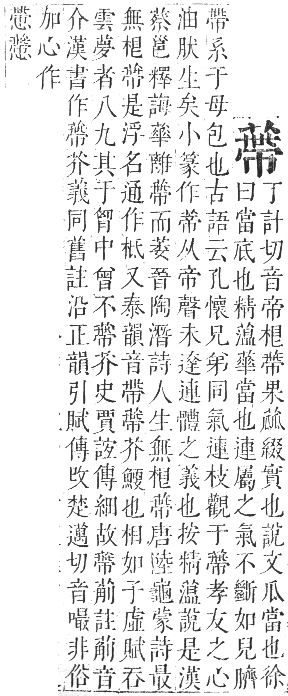 蔕
丁計切音帝根蔕果蓏綴實也說文瓜當也徐
曰當底也精薀華當也連屬之氣不斷如兒臍
帶系于母包也古語云孔懷兄弟同氣連枝觀于蔕孝友之心
油肰生矣小篆作蔕从帝聲未達連體之義也按精薀說是漢
蔡邕釋誨華離蔕而萎晉陶潛詩人生無根蔕唐陸龜蒙詩最
無根蔕是浮名通作柢又泰韻音帶蔕芥鯁也相如子虛賦吞
雲夢者八九其于胷中曾不蔕芥史賈誼傳細故蔕葪註葪音
介漢書作蔕芥義同舊註沿正韻引賦傳攺楚邁切音嘬非俗
加心作